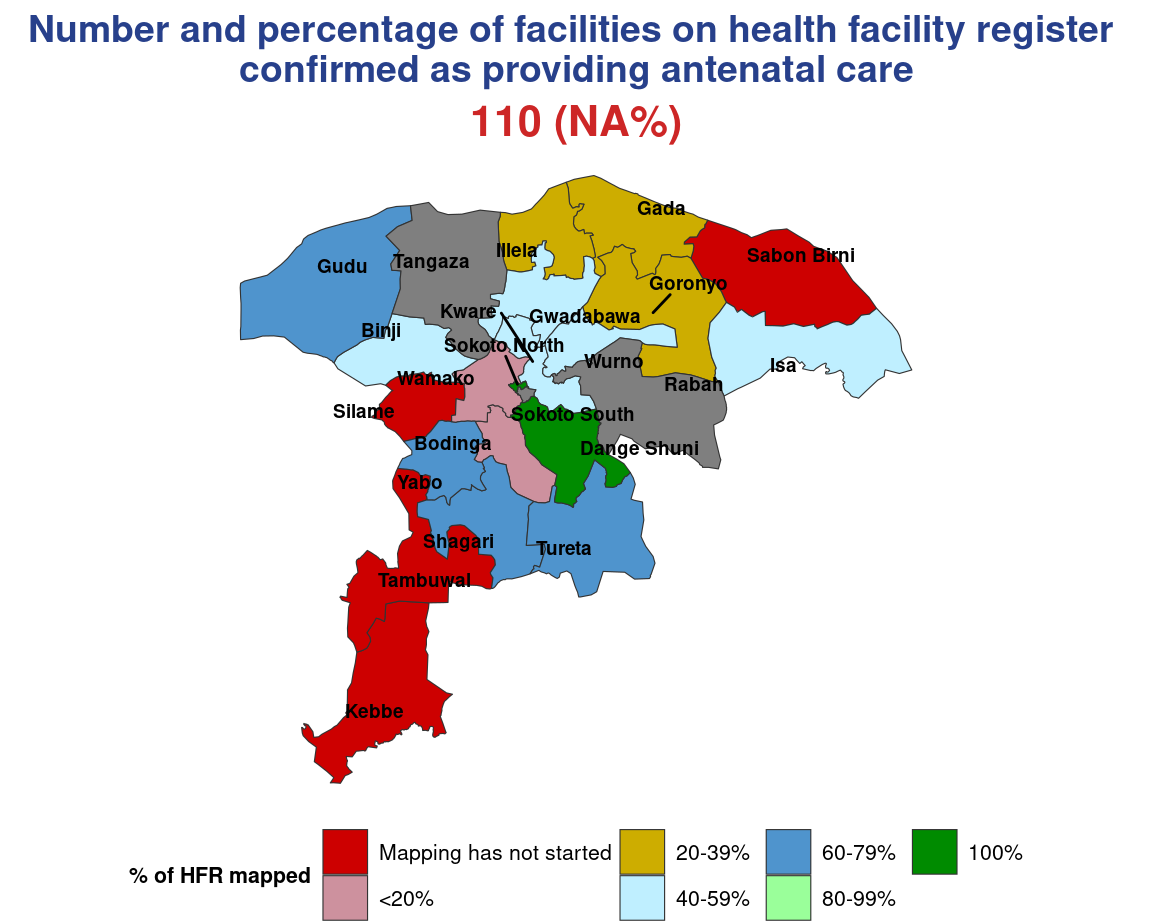 Number and percentage of facilities on health facility register
confirmed as providing antenatal care
110 (NA%)
Gada
Illela
Sabon Birni
Gudu
Tangaza
Goronyo
Kware
Gwadabawa
Binji
Sokoto North
Wurno
Isa
Wamako
Rabah
Silame
Sokoto South
Bodinga
Dange Shuni
Yabo
Shagari
Tureta
Tambuwal
Kebbe
% of HFR mapped
Mapping has not started
<20%
20-39%
40-59%
60-79%
80-99%
100%